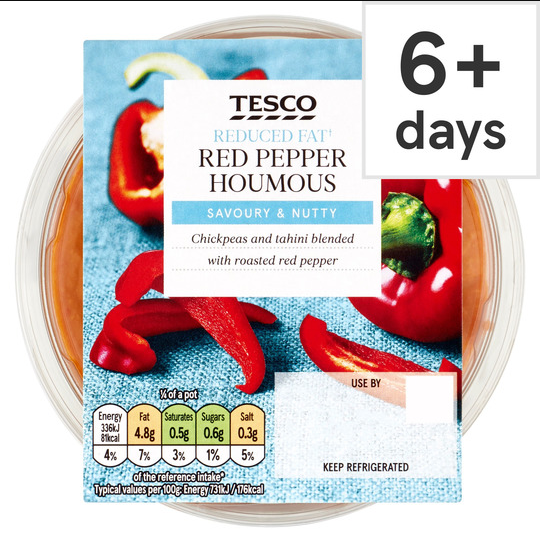 6+
days
TESCO
REDUCED FAT†
RED PEPPER
HOUMOUS
SAVOURY & NUTTY
Chickpeas and tahini blended
with roasted red pepper
USE BY
KEEP REFRIGERATED
¼ of a pot
Energy Fat Saturates Sugars Salt
336kJ
81kcal 4.8g 0.5g 0.6g 0.3g
4% 7% 3% 1% 5%
of the reference intake*
Typical values per 100g: Energy 731kJ / 176kcal